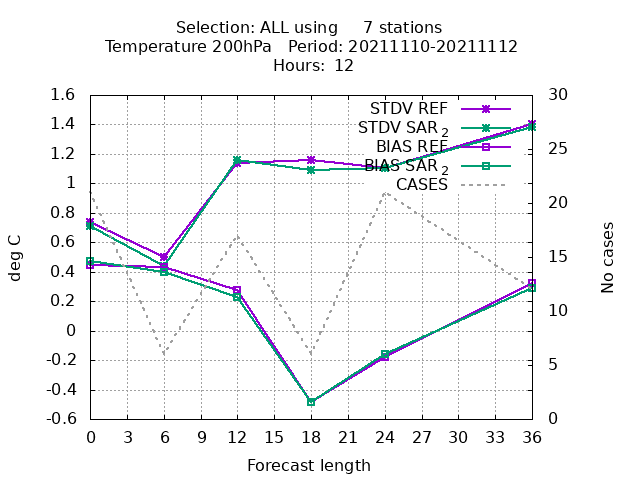 Selection: ALL using 7 stations
Temperature 200hPa Period: 20211110-20211112
Hours: 12
1.6
1.4
1.2
1
0.8
0.6
0.4
0.2
0
-0.2
-0.4
-0.6
deg C
STDV REF
STDV SAR 2
BIAS REF
BIAS SAR 2
CASES
30
25
20
15
10
5
0
No cases
0 3 6 9 12 15 18 21 24 27 30 33 36
Forecast length